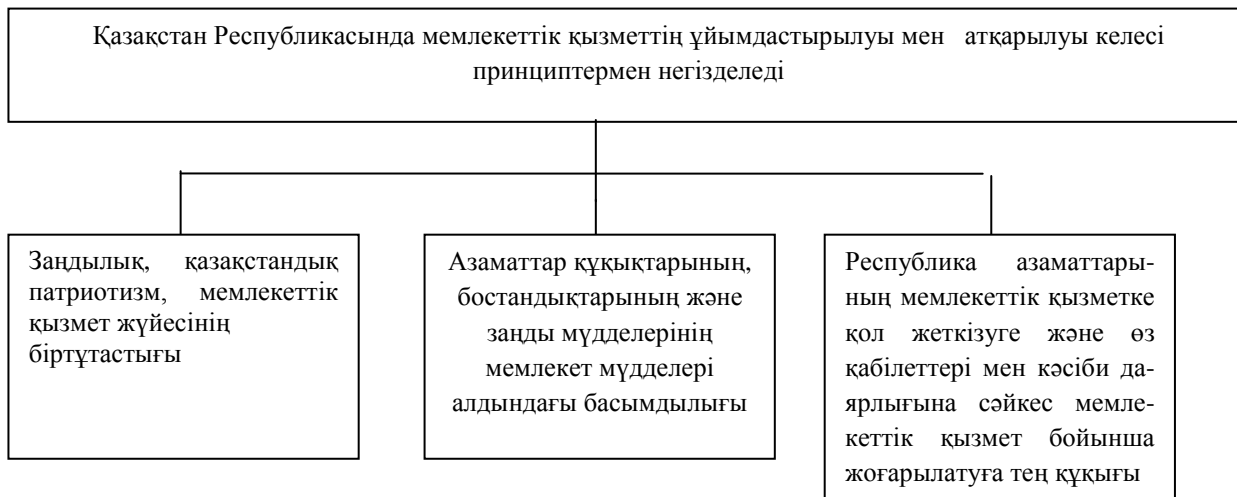 Қазақстан Республикасында мемлекеттік қызметтің ұйымдастырылуы мен атқарылуы келесі
принциптермен негізделеді
Заңдылық, қазақстандық
патриотизм, мемлекеттік
қызмет жүйесінің
біртұтастығы
Азаматтар құқықтарының,
бостандықтарының және
заңды мүдделерінің
мемлекет мүдделері
алдындағы басымдылығы
Республика азаматтары-
ның мемлекеттік қызметке
қол жеткізуге және өз
қабілеттері мен кәсіби да-
ярлығына сәйкес мемле-
кеттік қызмет бойынша
жоғарылатуға тең құқығы